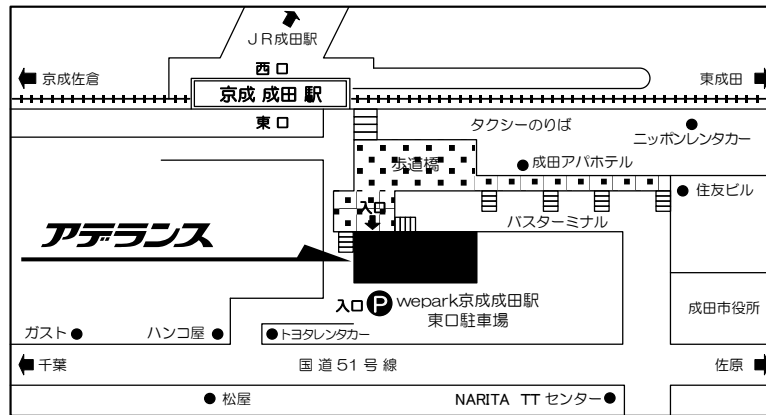 JR成田駅
西口
京成佐倉
東成田
京成 成田 駅
東口
タクシーのりば
ニッポンレンタカー
歩道橋
成田アパホテル
住友ビル
入口
バスターミナル
アデランス
入口 P wepark京成成田駅
東口駐車場
成田市役所
ガスト
ハンコ屋
トヨタレンタカー
千葉
国道51号線
佐原
松屋
NARITA TT センター